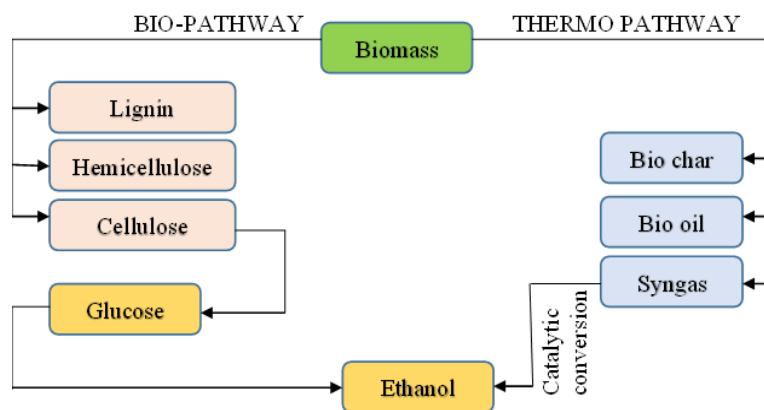 BIO-PATHWAY
THERMO PATHWAY
Biomass
Lignin
Hemicellulose
Cellulose
Glucose
Bio char
Bio oil
Syngas
Catalytic
conversion
Ethanol